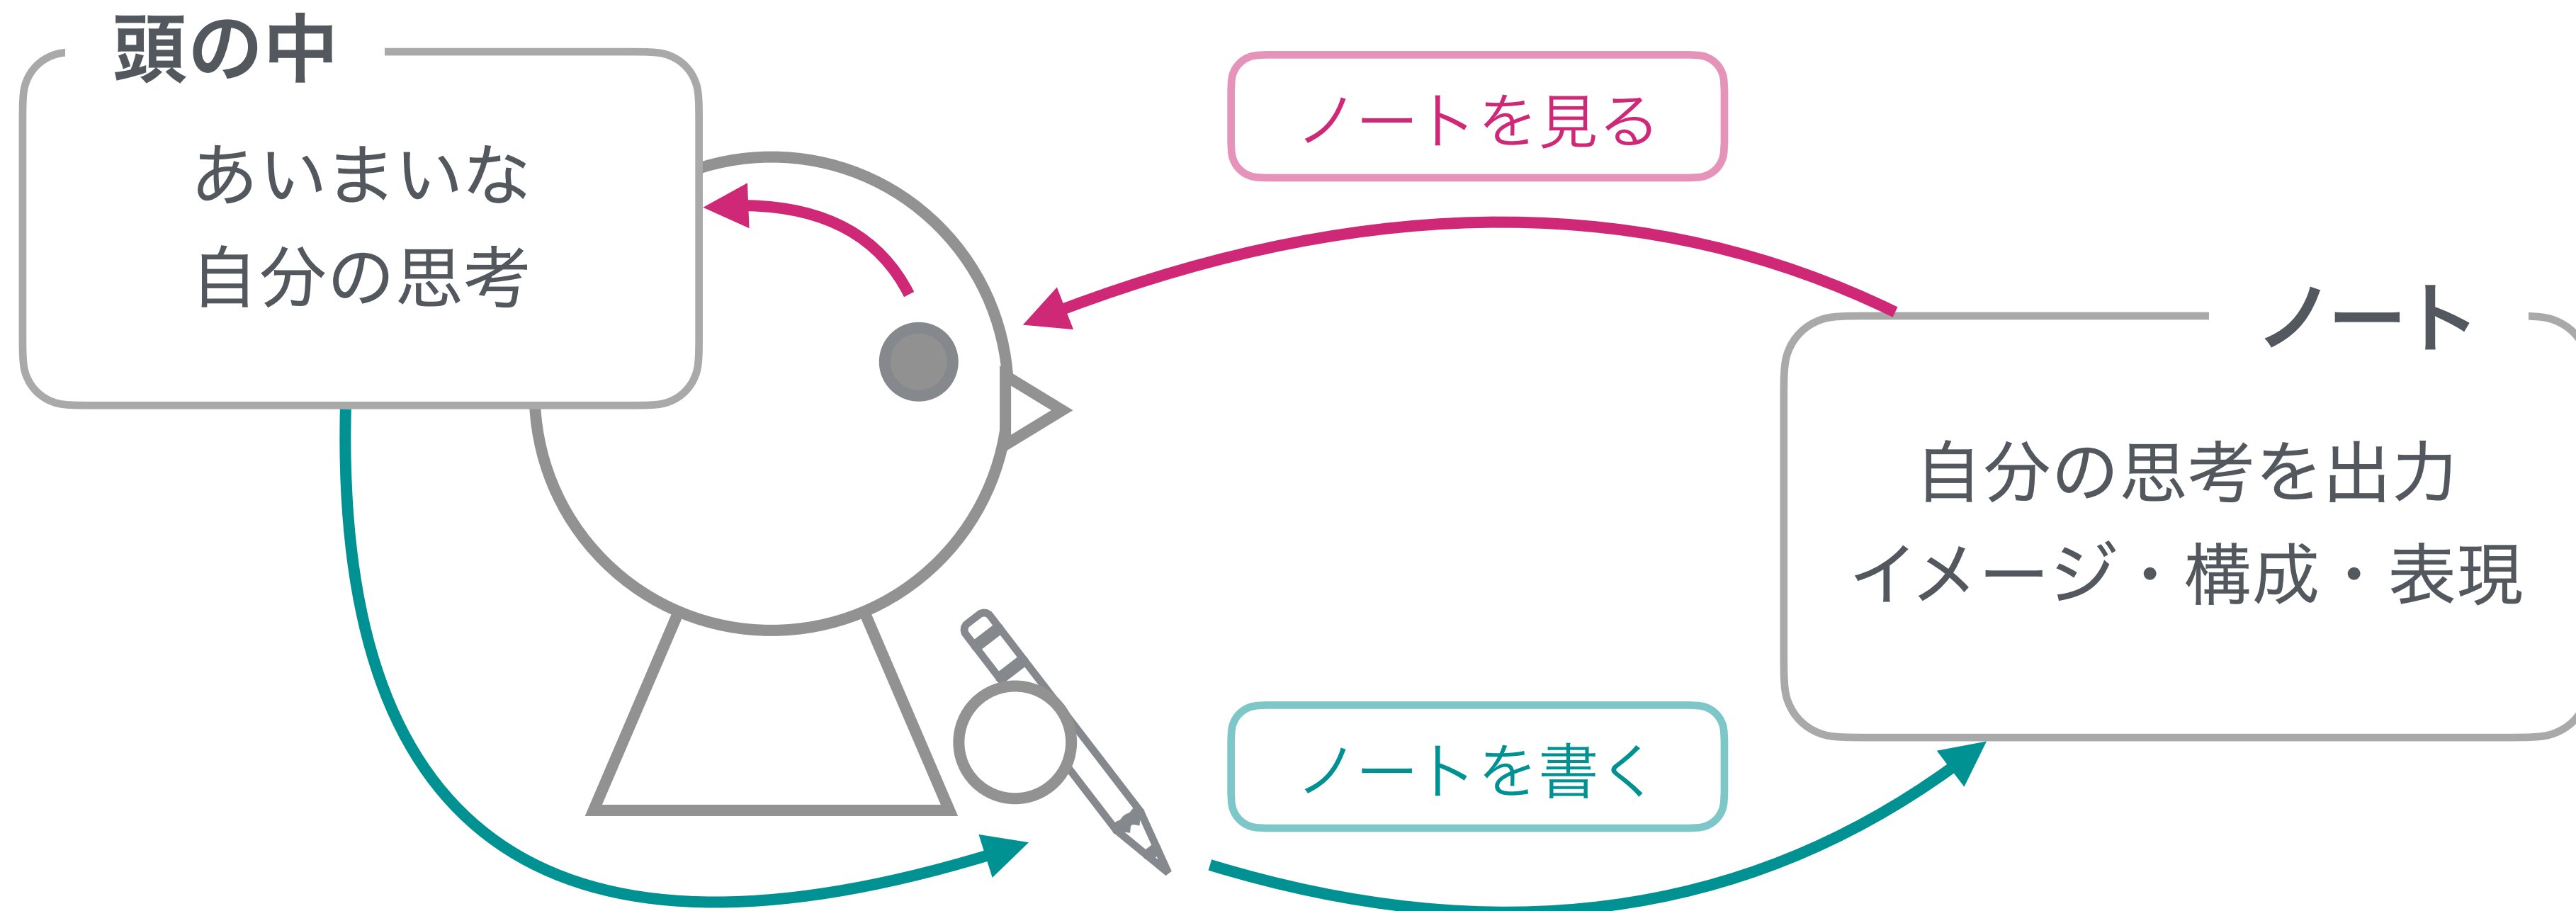 頭の中
あいまいな
自分の思考
ノートを見る
ノート
自分の思考を出力
イメージ・構成・表現
ノートを書く